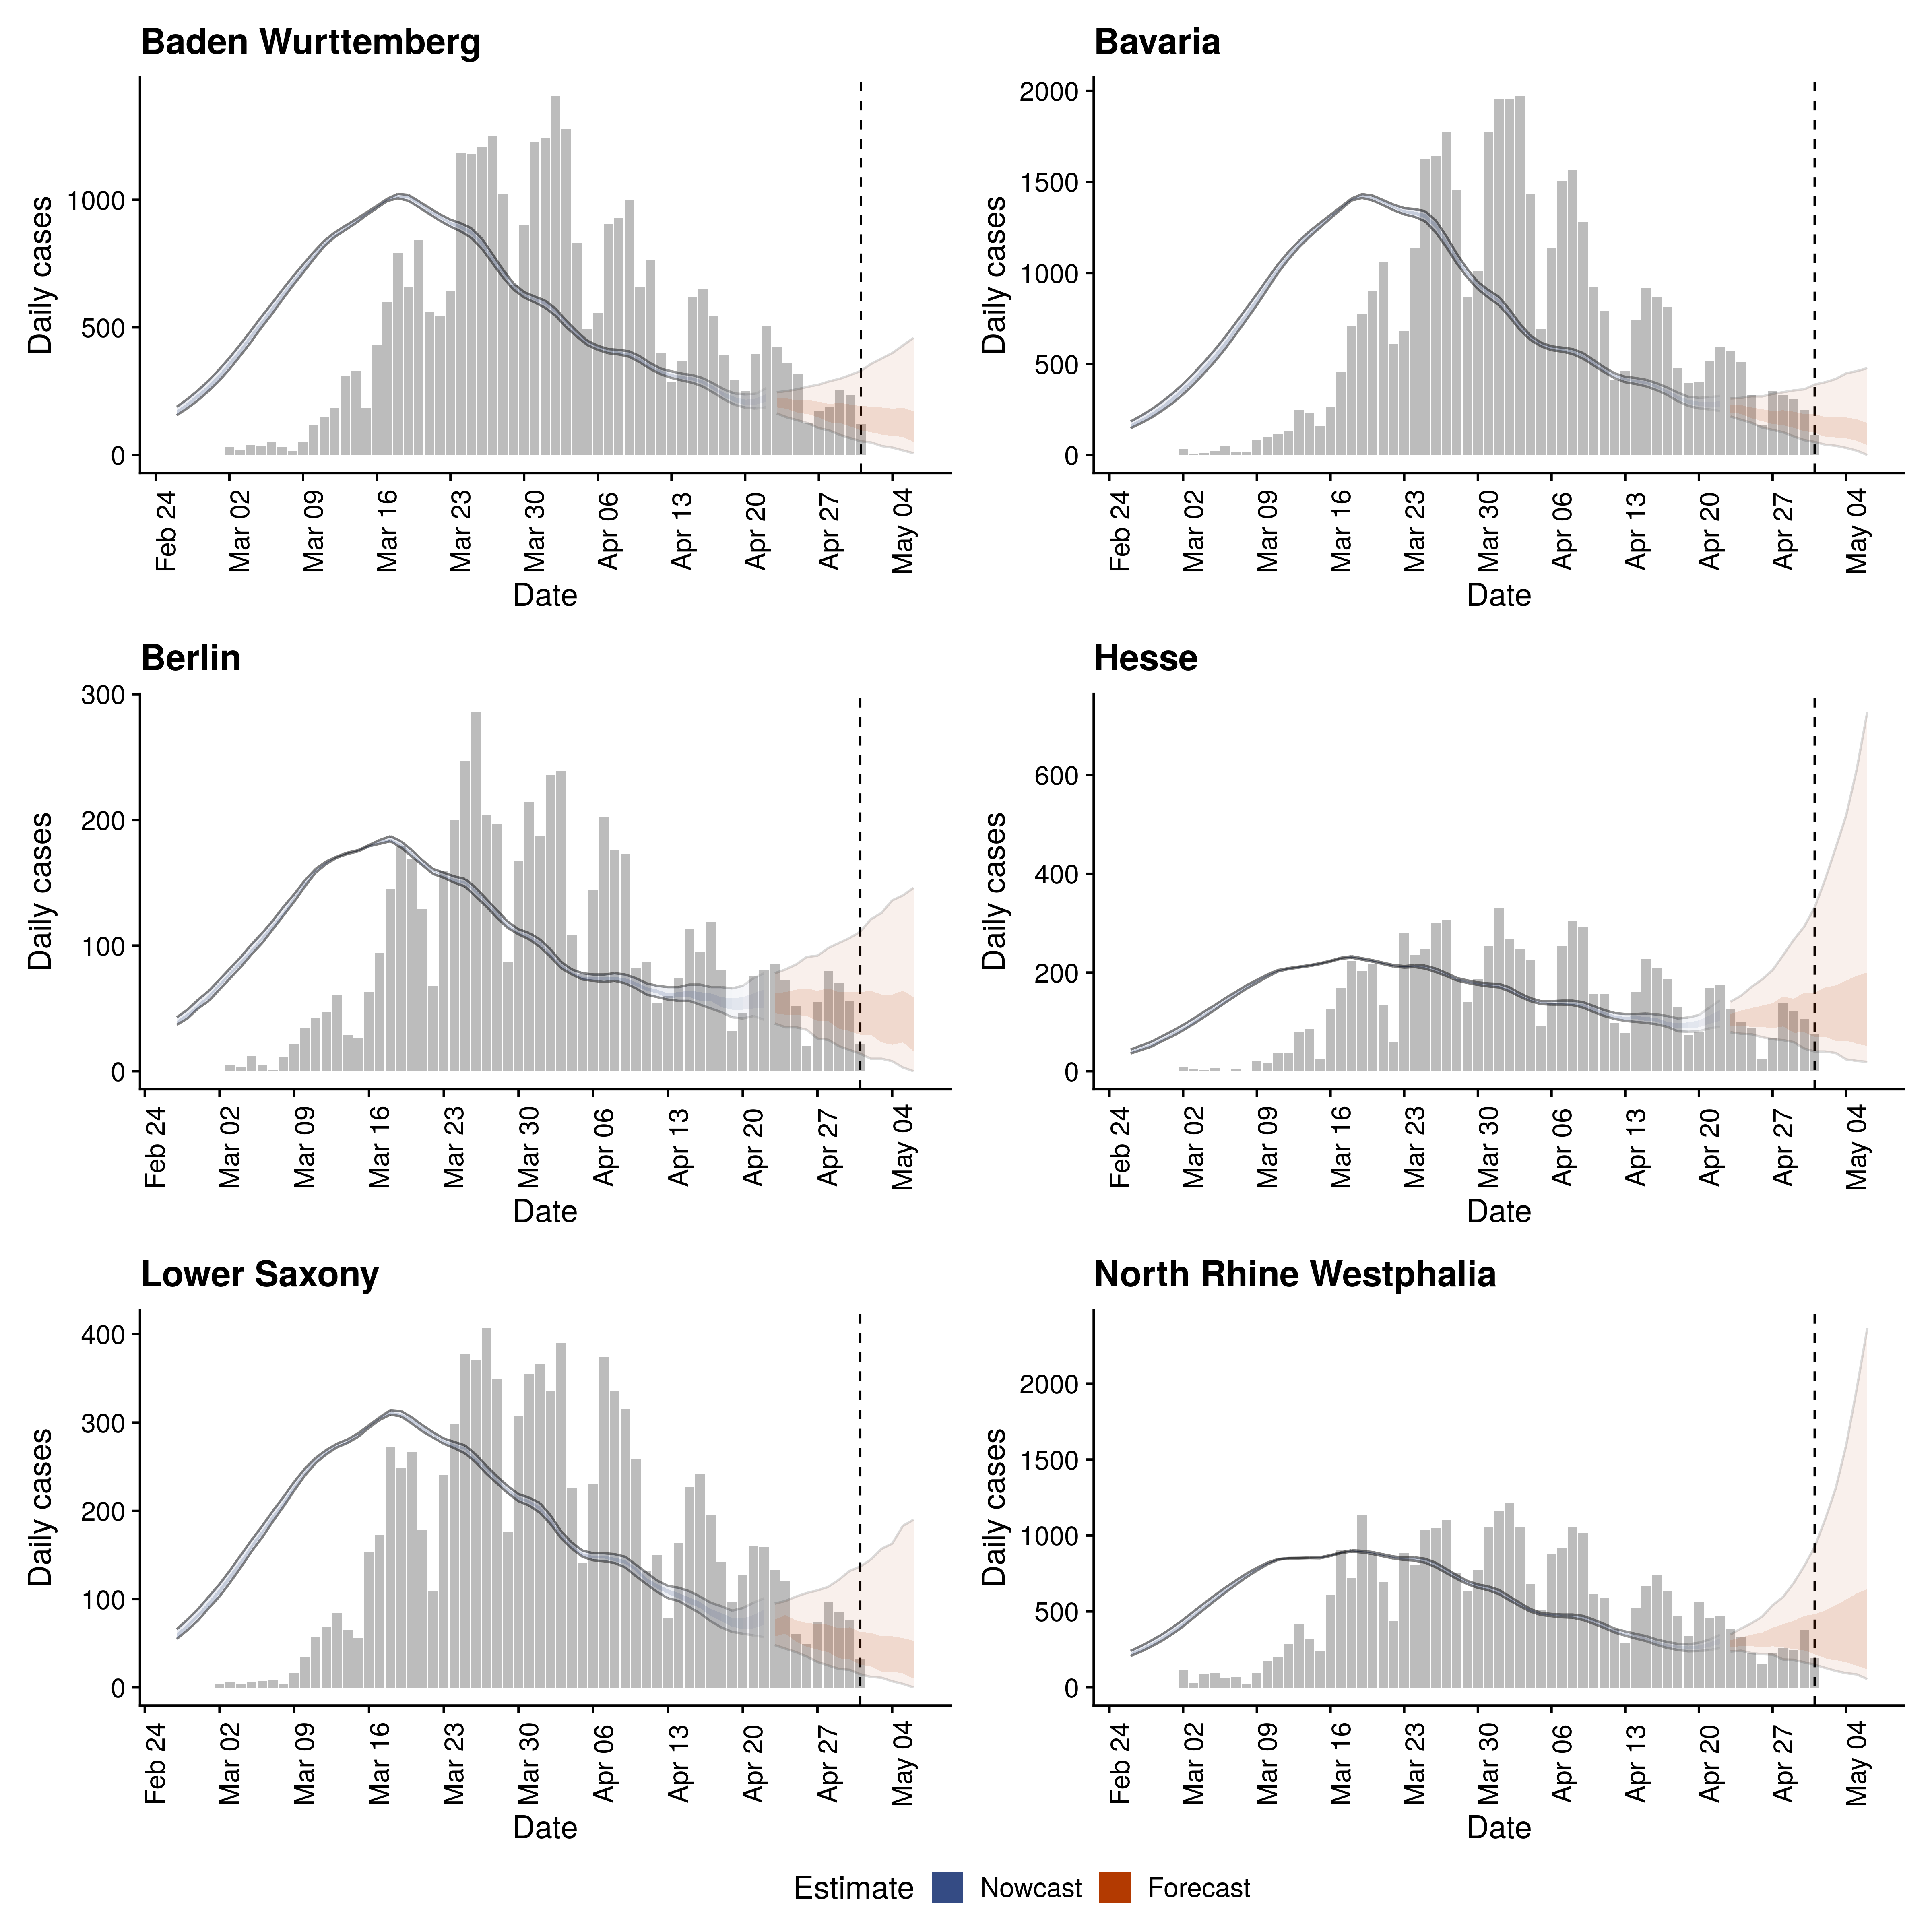 Baden Wurttemberg
Daily cases
1000
500
0
Feb 24
Mar 02
Mar 09
Mar 16
Mar 23
Mar 30
Apr 06
Apr 13
Apr 20
Apr 27
May 04
Date
Bavaria
Daily cases
2000
1500
1000
500
0
Feb 24
Mar 02
Mar 09
Mar 16
Mar 23
Mar 30
Apr 06
Apr 13
Apr 20
Apr 27
May 04
Date
Berlin
Daily cases
300
200
100
0
Feb 24
Mar 02
Mar 09
Mar 16
Mar 23
Mar 30
Apr 06
Apr 13
Apr 20
Apr 27
May 04
Date
Hesse
Daily cases
600
400
200
0
Feb 24
Mar 02
Mar 09
Mar 16
Mar 23
Mar 30
Apr 06
Apr 13
Apr 20
Apr 27
May 04
Date
Lower Saxony
Daily cases
400
300
200
100
0
Feb 24
Mar 02
Mar 09
Mar 16
Mar 23
Mar 30
Apr 06
Apr 13
Apr 20
Apr 27
May 04
Date
North Rhine Westphalia
Daily cases
2000
1500
1000
500
0
Feb 24
Mar 02
Mar 09
Mar 16
Mar 23
Mar 30
Apr 06
Apr 13
Apr 20
Apr 27
May 04
Date
Estimate Nowcast Forecast